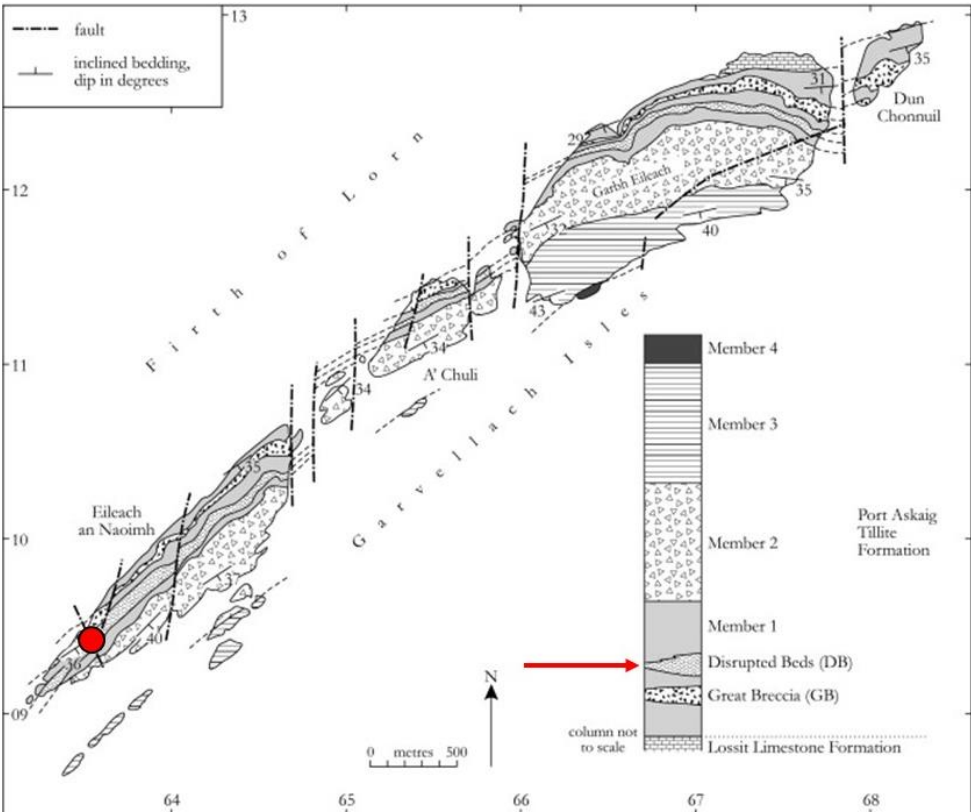 fault
inclined bedding,
dip in degrees
13
35
Dun
Chonnuil
31
29
Garbh Eileach
35
12
32
40
43
Firth of Lorn
34
A' Chuli
34
11
Garvellach Isles
Member 4
Member 3
Member 2
Port Askaig
Tillite
Formation
Member 1
Disrupted Beds (DB)
Great Breccia (GB)
column not
to scale
Lossit Limestone Formation
35
Eileach
an Naoimh
10
37
40
36
09
N
0 metres 500
64 65 66 67 68